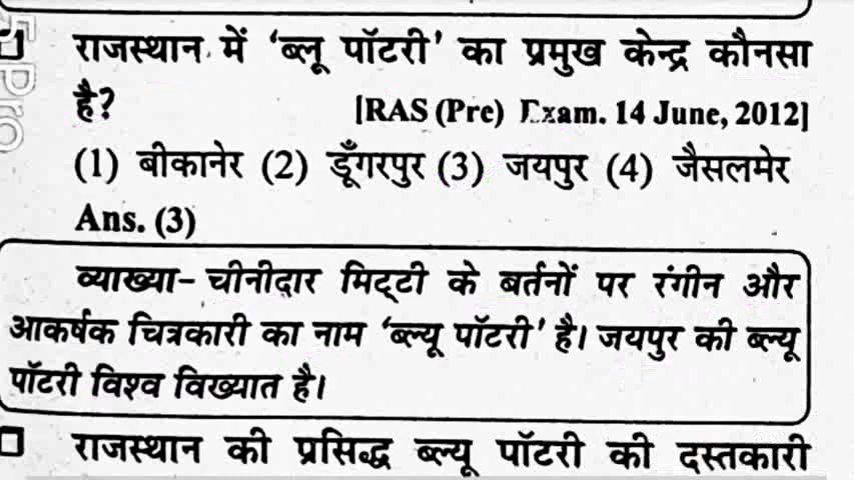 राजस्थान में 'ब्लू पॉटरी' का प्रमुख केन्द्र कौनसा
है? [RAS (Pre) Exam. 14 June, 2012]
(1) बीकानेर (2) डूँगरपुर (3) जयपुर (4) जैसलमेर
Ans. (3)
व्याख्या- चीनीदार मिट्टी के बर्तनों पर रंगीन और
आकर्षक चित्रकारी का नाम 'ब्ल्यू पॉटरी' है। जयपुर की ब्ल्यू
पॉटरी विश्व विख्यात है।
राजस्थान की प्रसिद्ध ब्ल्यू पॉटरी की दस्तकारी